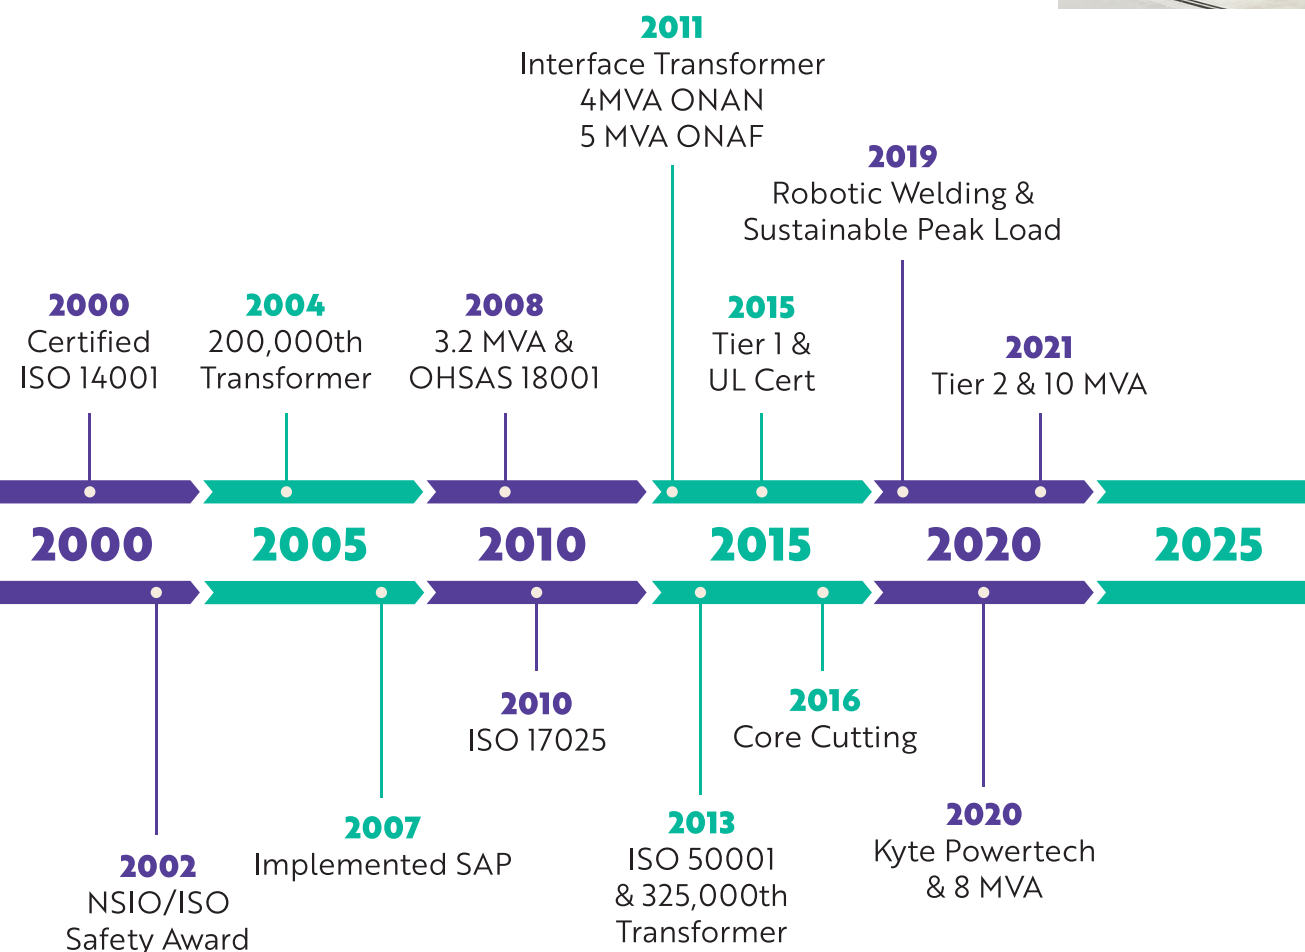 2011
Interface Transformer
4MVA ONAN
5 MVA ONAF
2019
Robotic Welding &
Sustainable Peak Load
2000
Certified
ISO 14001
2004
200,000th
Transformer
2008
3.2 MVA &
OHSAS 18001
2015
Tier 1 &
UL Cert
2021
Tier 2 & 10 MVA
2000
2005
2010
2015
2020
2025
2002
NSIO/ISO
Safety Award
2007
Implemented SAP
2010
ISO 17025
2013
ISO 50001
& 325,000th
Transformer
2016
Core Cutting
2020
Kyte Powertech
& 8 MVA